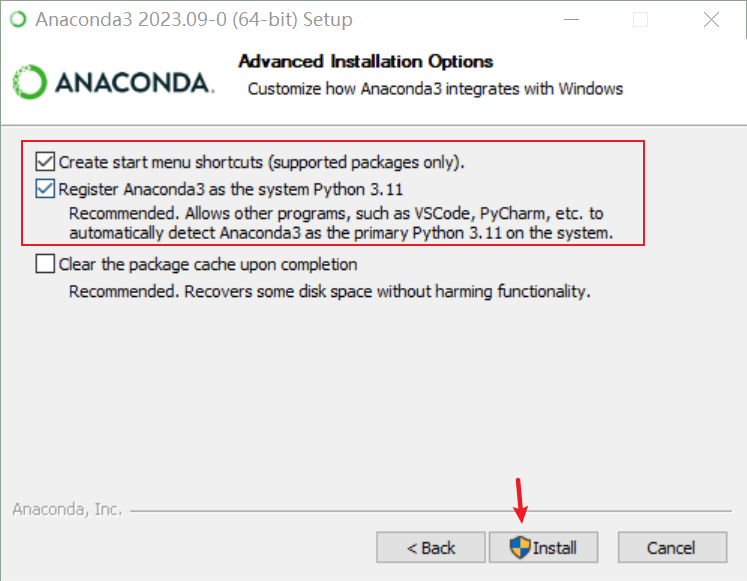 Anaconda3 2023.09-0 (64-bit) Setup
ANACONDA.
Advanced Installation Options
Customize how Anaconda3 integrates with Windows
Create start menu shortcuts (supported packages only).
Register Anaconda3 as the system Python 3.11
Recommended. Allows other programs, such as VSCode, PyCharm, etc. to
automatically detect Anaconda3 as the primary Python 3.11 on the system.
Clear the package cache upon completion
Recommended. Recovers some disk space without harming functionality.
Anaconda, Inc.
< Back Install Cancel